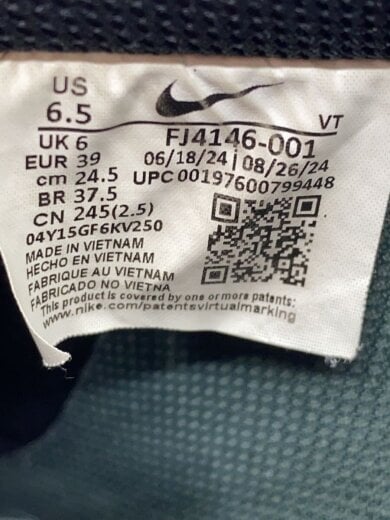 US
6.5
VT
UK 6
FJ4146-001
EUR 39
06/18/24 | 08/26/24
cm 24.5
UPC 00197600799448
BR 37.5
CN 245(2.5)
04Y15GF6KV250
MADE IN VIETNAM
HECHO EN VIETNAM
FABRIQUE AU VIETNAM
FABRICADO NO VIETNA
This product is covered by one or more patents:
www.nike.com/patentsvirtualmarking